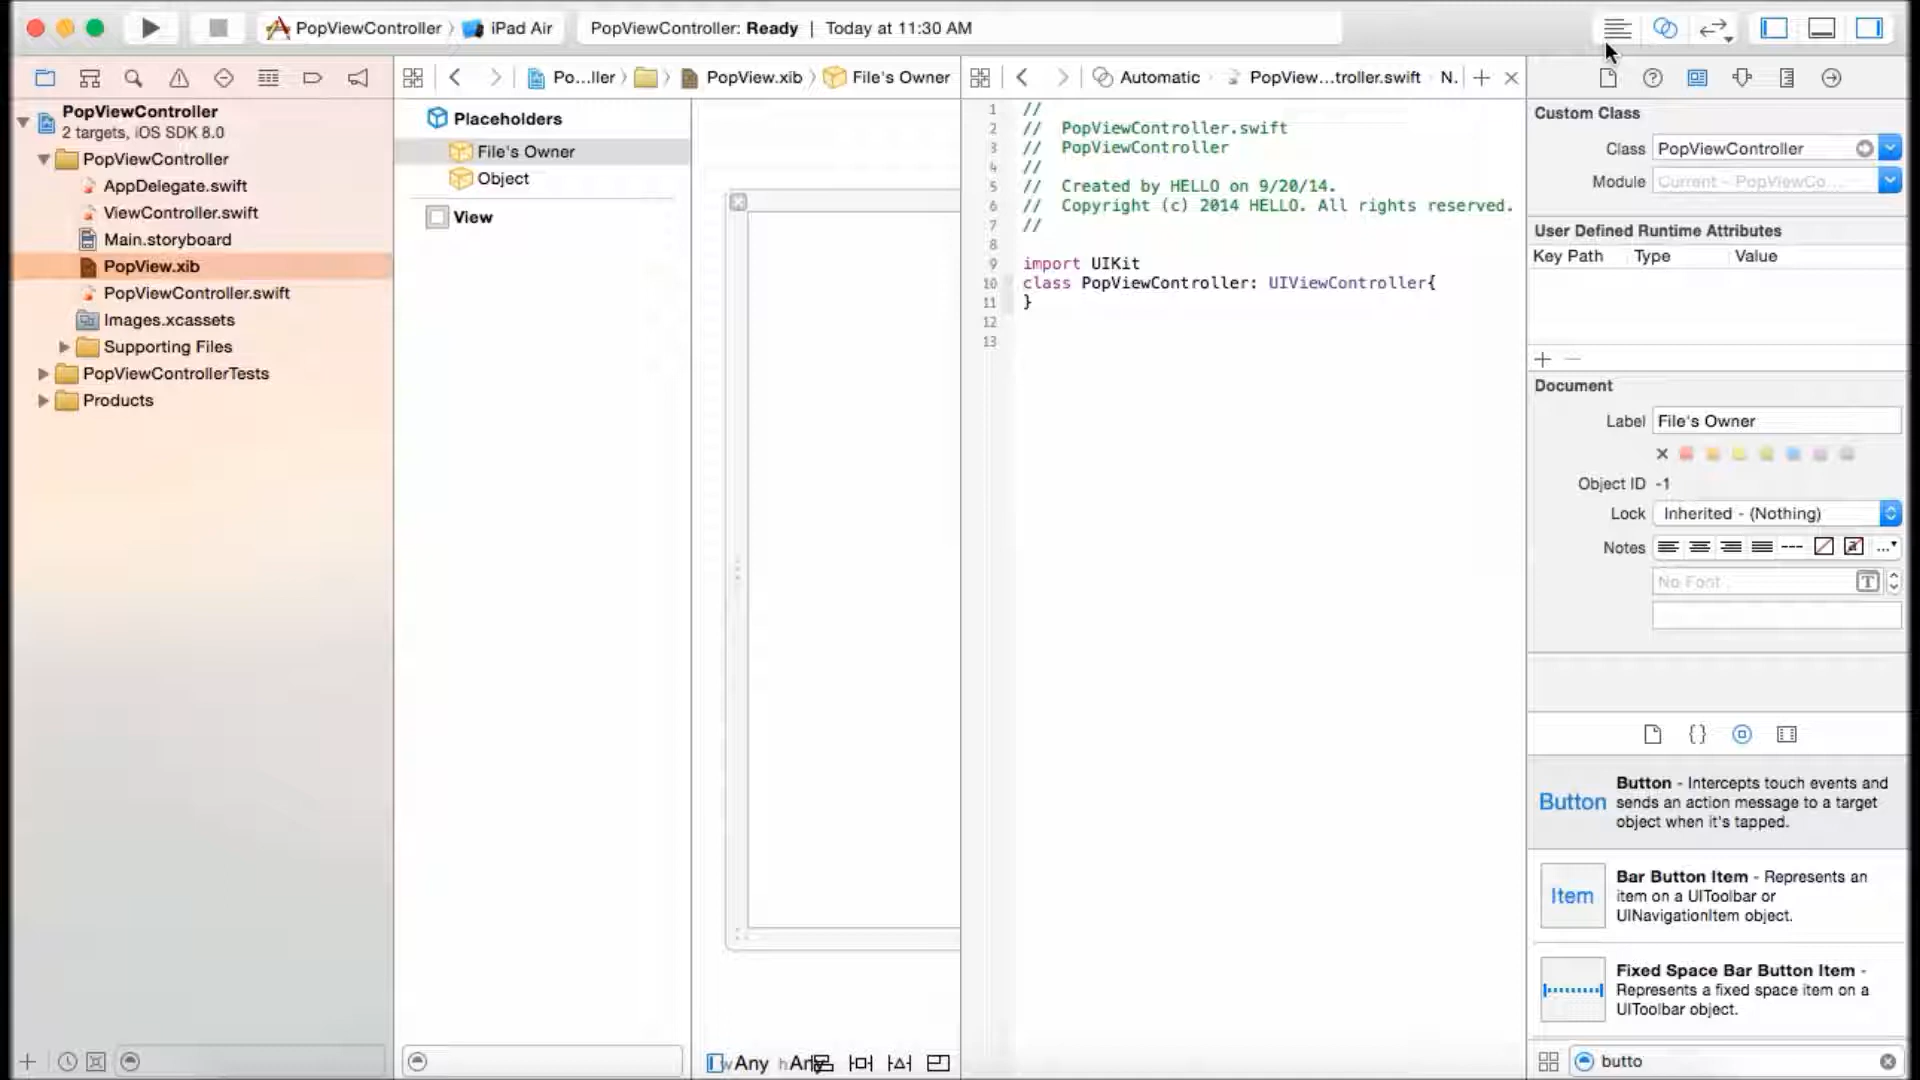 PopViewController
iPad Air
PopViewController: Ready | Today at 11:30 AM
Po...ller
PopView.xib
File's Owner
Automatic
PopView...troller.swift
N.
PopViewController
2 targets, iOS SDK 8.0
PopViewController
AppDelegate.swift
ViewController.swift
Main.storyboard
PopView.xib
PopViewController.swift
Images.xcassets
Supporting Files
PopViewControllerTests
Products
Placeholders
File's Owner
Object
View
wAny hAny
1 //
2 // PopViewController.swift
3 // PopViewController
4 //
5 // Created by HELLO on 9/20/14.
6 // Copyright (c) 2014 HELLO. All rights reserved.
7 //
8
9 import UIKit
10 class PopViewController: UIViewController{
11 }
12
13
Custom Class
Class PopViewController
Module Current - PopViewCo...
User Defined Runtime Attributes
Key Path Type Value
Document
Label File's Owner
Object ID -1
Lock Inherited - (Nothing)
Notes
No Font
Button
Button - Intercepts touch events and
sends an action message to a target
object when it's tapped.
Item
Bar Button Item - Represents an
item on a UIToolbar or
UINavigationItem object.
Fixed Space Bar Button Item -
Represents a fixed space item on a
UIToolbar object.
butto